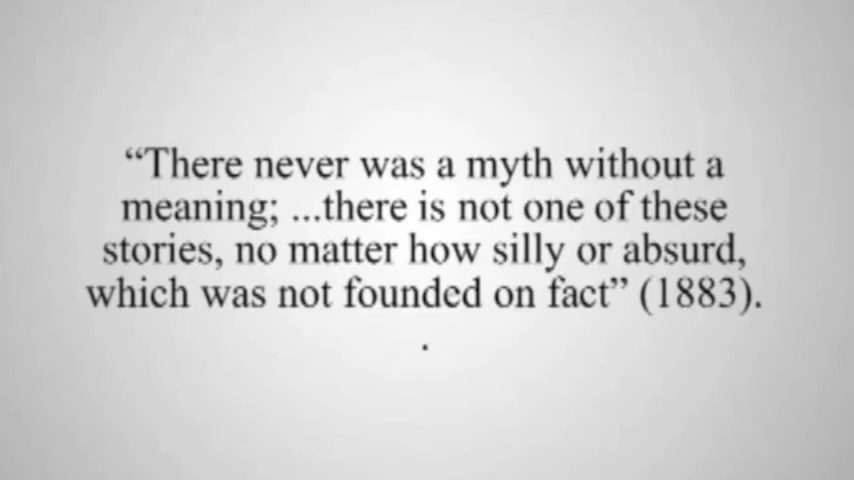 “There never was a myth without a
meaning; ...there is not one of these
stories, no matter how silly or absurd,
which was not founded on fact” (1883).
.